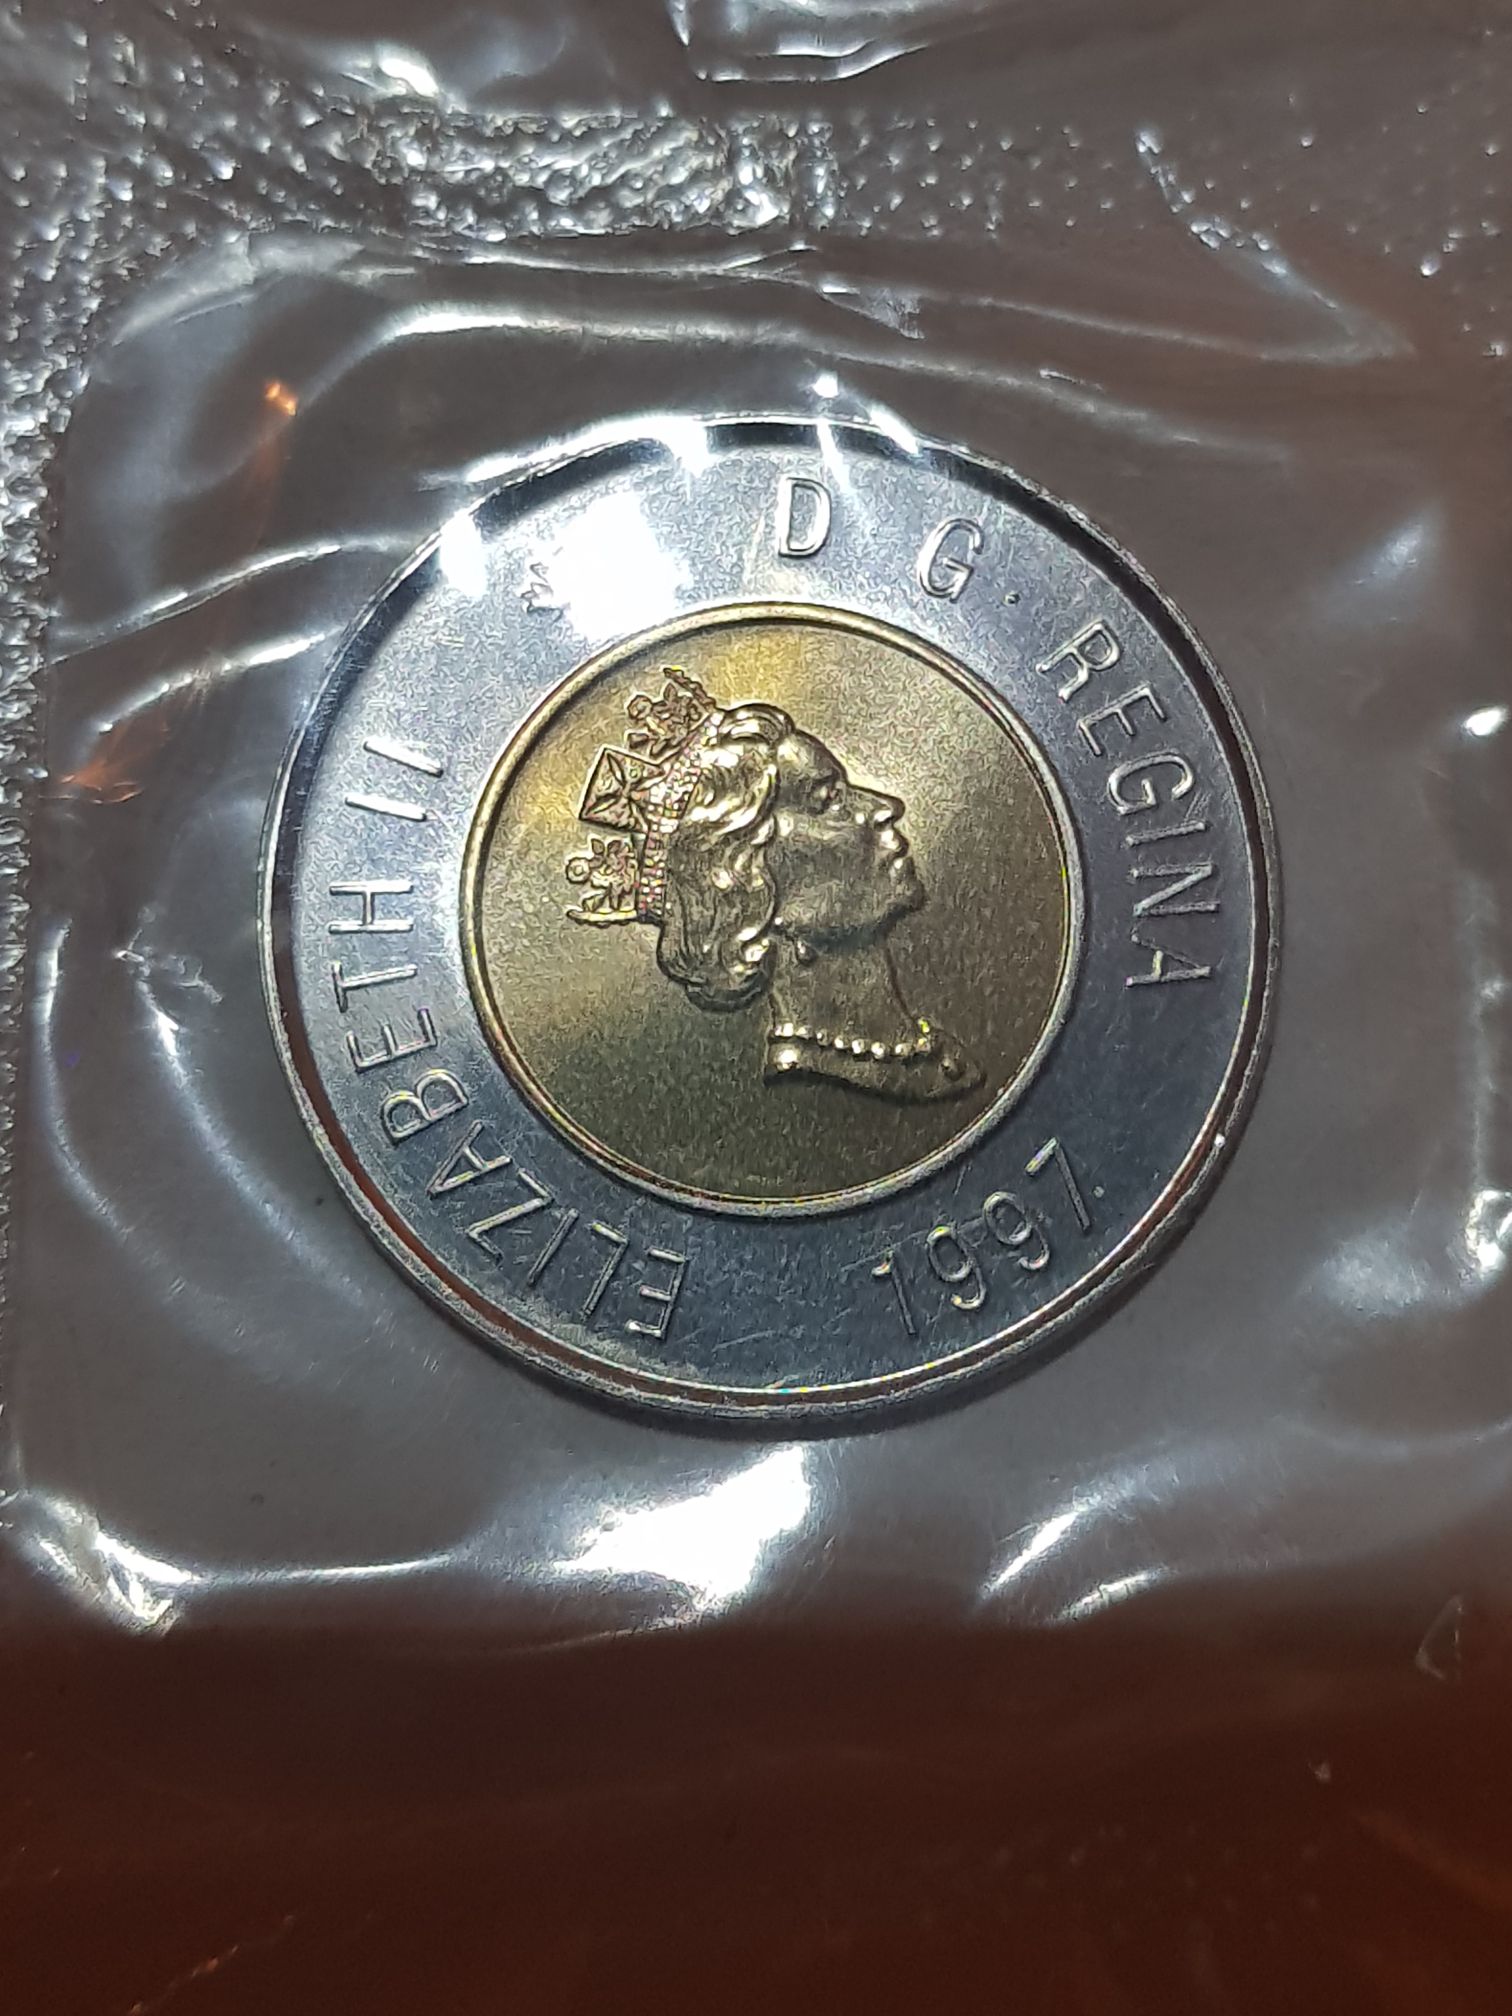 ELIZABETH II
D·G·REGINA
1997